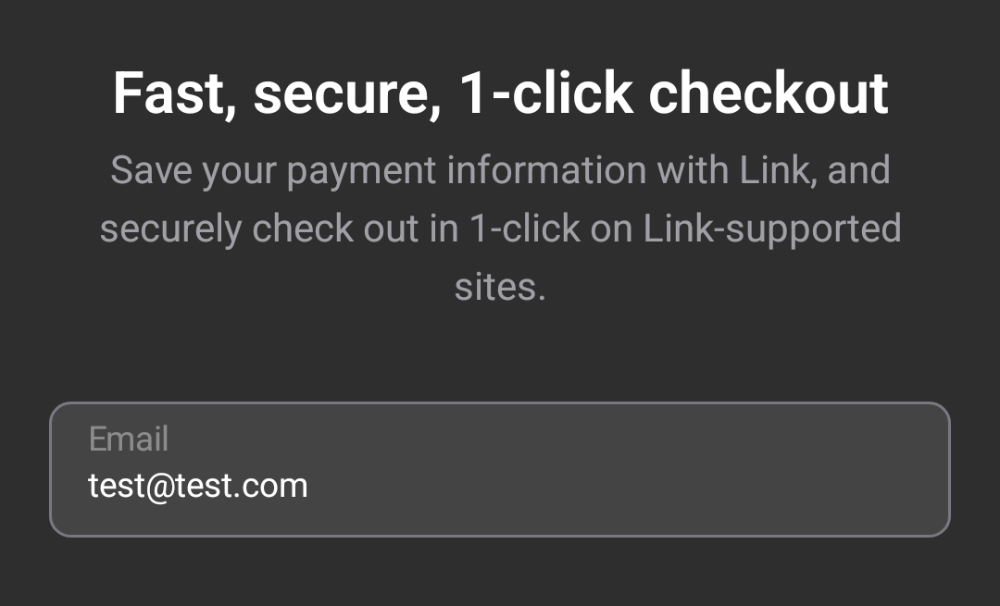 Fast, secure, 1-click checkout
Save your payment information with Link, and
securely check out in 1-click on Link-supported
sites.
Email
test@test.com